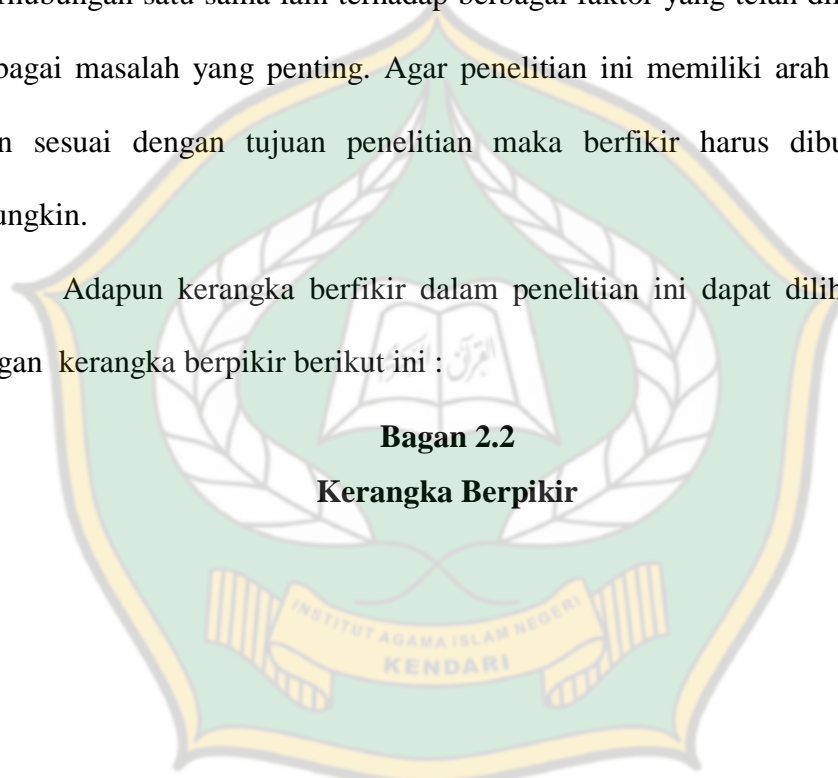 rhubungan satu sama lain terhadap berbagai faktor yang telah di
bagai masalah yang penting. Agar penelitian ini memiliki arah
n sesuai dengan tujuan penelitian maka berfikir harus dibu
ungkin.
Adapun kerangka berfikir dalam penelitian ini dapat dilih
gan kerangka berpikir berikut ini :
Bagan 2.2
Kerangka Berpikir
INSTITUT AGAMA ISLAM NEGERI
KENDARI